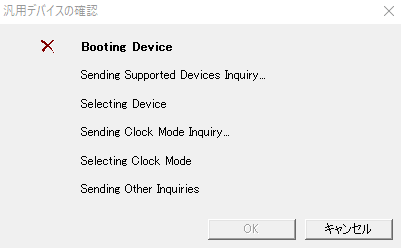 汎用デバイスの確認
Booting Device
Sending Supported Devices Inquiry...
Selecting Device
Sending Clock Mode Inquiry...
Selecting Clock Mode
Sending Other Inquiries
OK
キャンセル